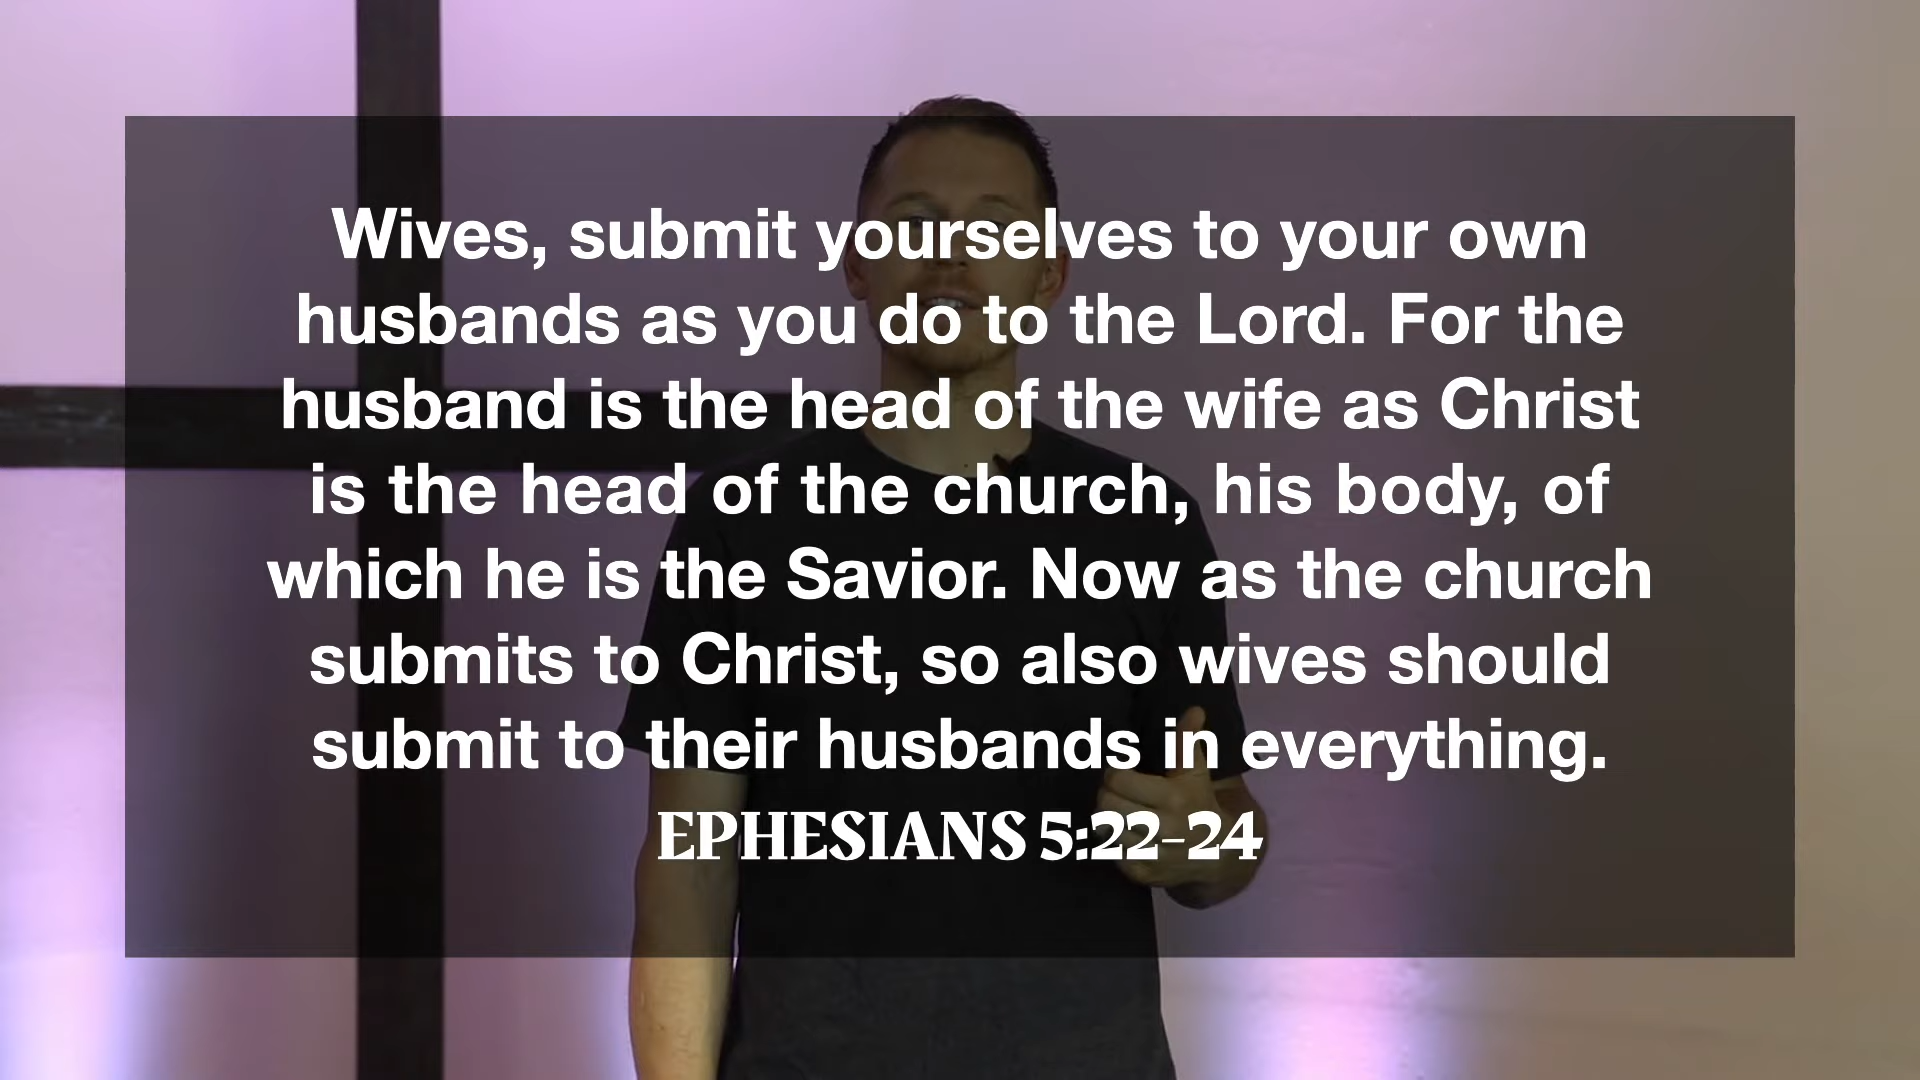 Wives, submit yourselves to your own
husbands as you do to the Lord. For the
husband is the head of the wife as Christ
is the head of the church, his body, of
which he is the Savior. Now as the church
submits to Christ, so also wives should
submit to their husbands in everything.
EPHESIANS 5:22-24